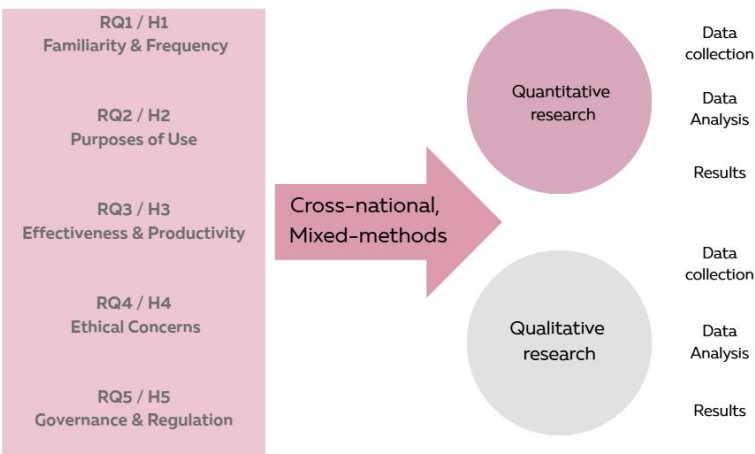 RQ1 / H1
Familiarity & Frequency
RQ2 / H2
Purposes of Use
RQ3 / H3
Effectiveness & Productivity
RQ4 / H4
Ethical Concerns
RQ5 / H5
Governance & Regulation
Cross-national,
Mixed-methods
Quantitative
research
Data
collection
Data
Analysis
Results
Qualitative
research
Data
collection
Data
Analysis
Results